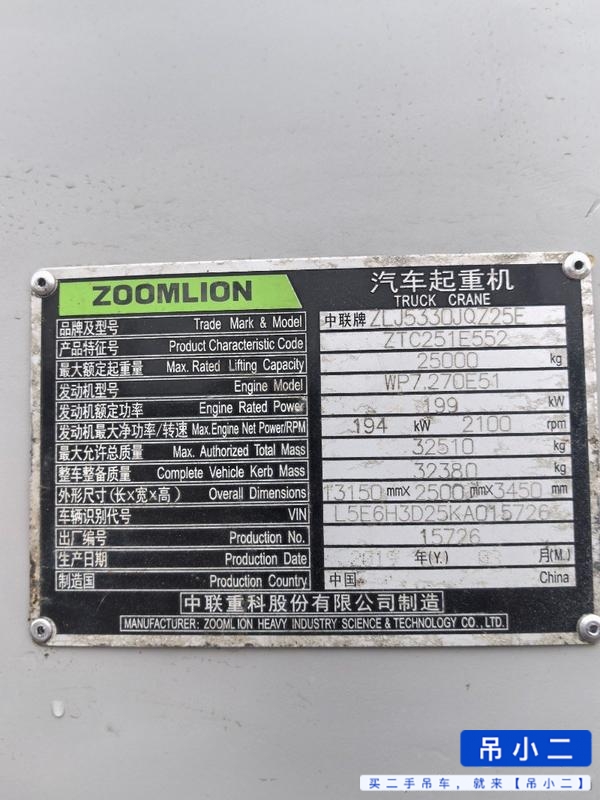 ZOOMLION 汽车起重机
TRUCK CRANE
品牌及型号 Trade Mark & Model 中联牌 ZLJ5330JQZ25E
产品特征号 Product Characteristic Code ZTC251E552
最大额定起重量 Max. Rated Lifting Capacity 25000 kg
发动机型号 Engine Model WP7.270E51
发动机额定功率 Engine Rated Power 199 kW
发动机最大净功率/转速 Max.Engine Net Power/RPM 194 kW 2100 rpm
最大允许总质量 Max. Authorized Total Mass 32510 kg
整车整备质量 Complete Vehicle Kerb Mass 32380 kg
外形尺寸(长×宽×高) Overall Dimensions 13150 mmX 2500 mmX 3450 mm
车辆识别代号 VIN L5E6H3D25KA015726
出厂编号 Production No. 15726
生产日期 Production Date 年(Y.) 月(M.)
制造国 Production Country 中国 China
中联重科股份有限公司制造
MANUFACTURER: ZOOMLION HEAVY INDUSTRY SCIENCE & TECHNOLOGY CO., LTD.
吊小二
买二手吊车,就来【吊小二】